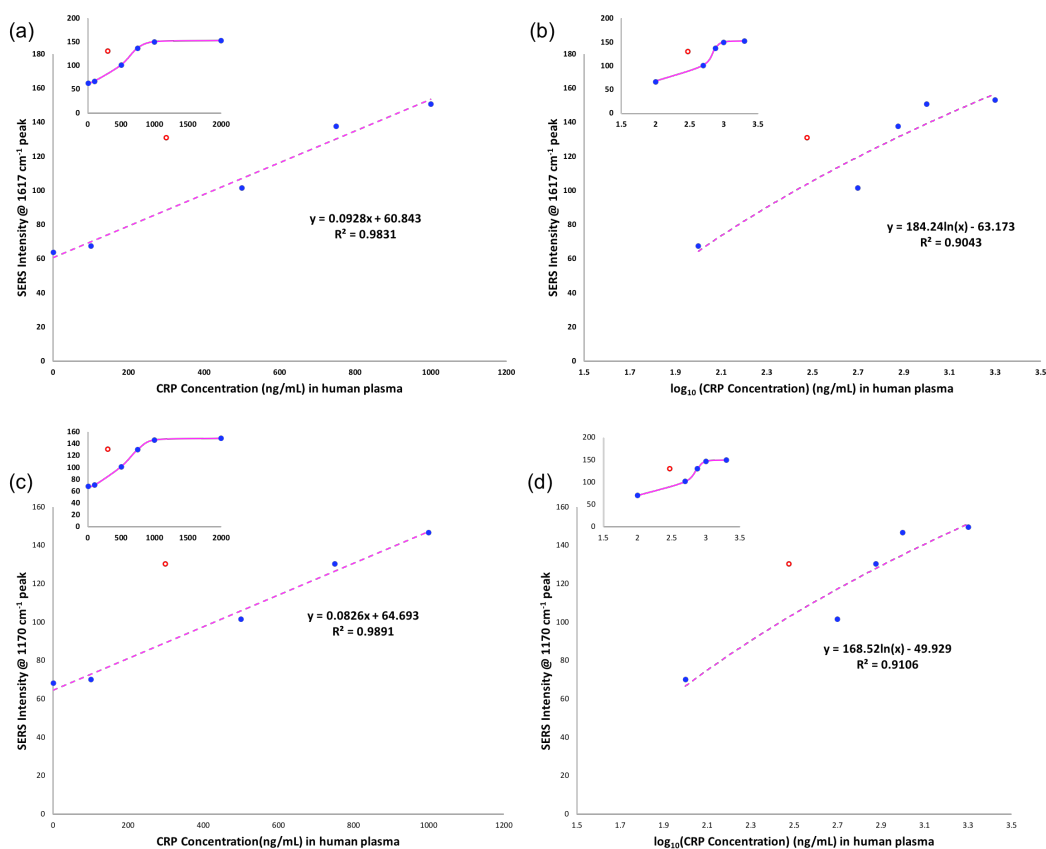 (a)
200
150
100
50
0
0 500 1000 1500 2000
180
160
140
120
100
80
60
40
20
0
0 200 400 600 800 1000 1200
SERS Intensity @ 1617 cm⁻¹ peak
y = 0.0928x + 60.843
R² = 0.9831
CRP Concentration (ng/mL) in human plasma
(b)
200
150
100
50
0
1.5 2 2.5 3 3.5
180
160
140
120
100
80
60
40
20
0
1.5 1.7 1.9 2.1 2.3 2.5 2.7 2.9 3.1 3.3 3.5
SERS Intensity @ 1617 cm⁻¹ peak
y = 184.24ln(x) - 63.173
R² = 0.9043
log₁₀ (CRP Concentration) (ng/mL) in human plasma
(c)
160
140
120
100
80
60
40
20
0
0 500 1000 1500 2000
160
140
120
100
80
60
40
20
0
0 200 400 600 800 1000 1200
SERS Intensity @ 1170 cm⁻¹ peak
y = 0.0826x + 64.693
R² = 0.9891
CRP Concentration(ng/mL) in human plasma
(d)
200
150
100
50
0
1.5 2 2.5 3 3.5
160
140
120
100
80
60
40
20
0
1.5 1.7 1.9 2.1 2.3 2.5 2.7 2.9 3.1 3.3 3.5
SERS Intensity @ 1170 cm⁻¹ peak
y = 168.52ln(x) - 49.929
R² = 0.9106
log₁₀(CRP Concentration) (ng/mL) in human plasma